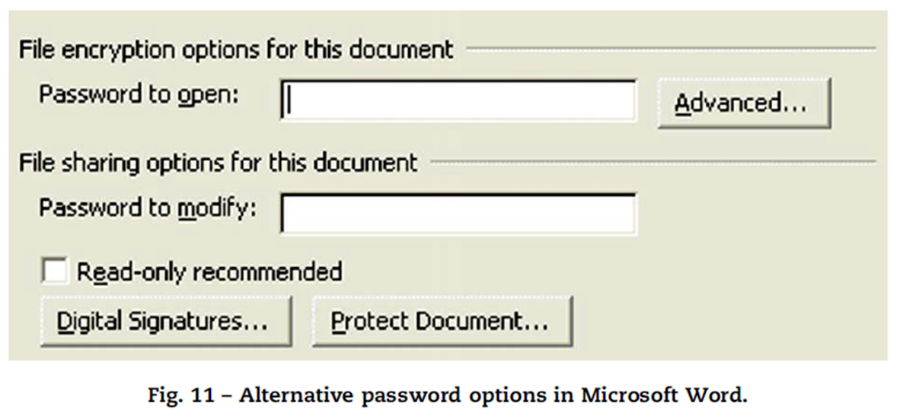 File encryption options for this document
Password to open:
Advanced...
File sharing options for this document
Password to modify:
Read-only recommended
Digital Signatures...
Protect Document...
Fig. 11 – Alternative password options in Microsoft Word.